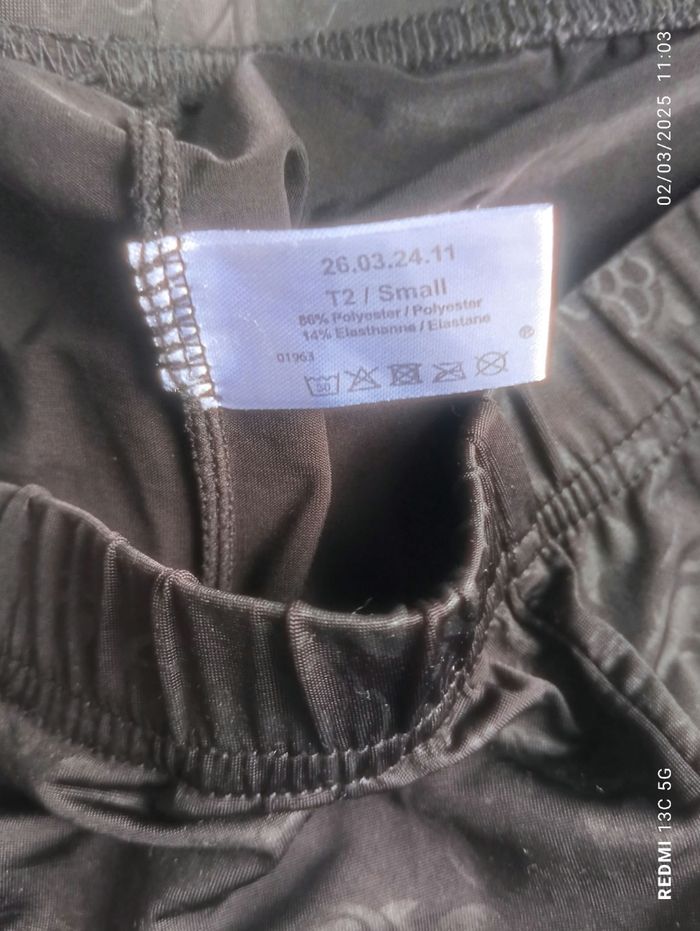 26.03.24.11
T2 / Small
86% Polyester / Polyester
14% Elasthanne / Elastane
01963
30
P
02/03/2025 11:03
REDMI 13C 5G